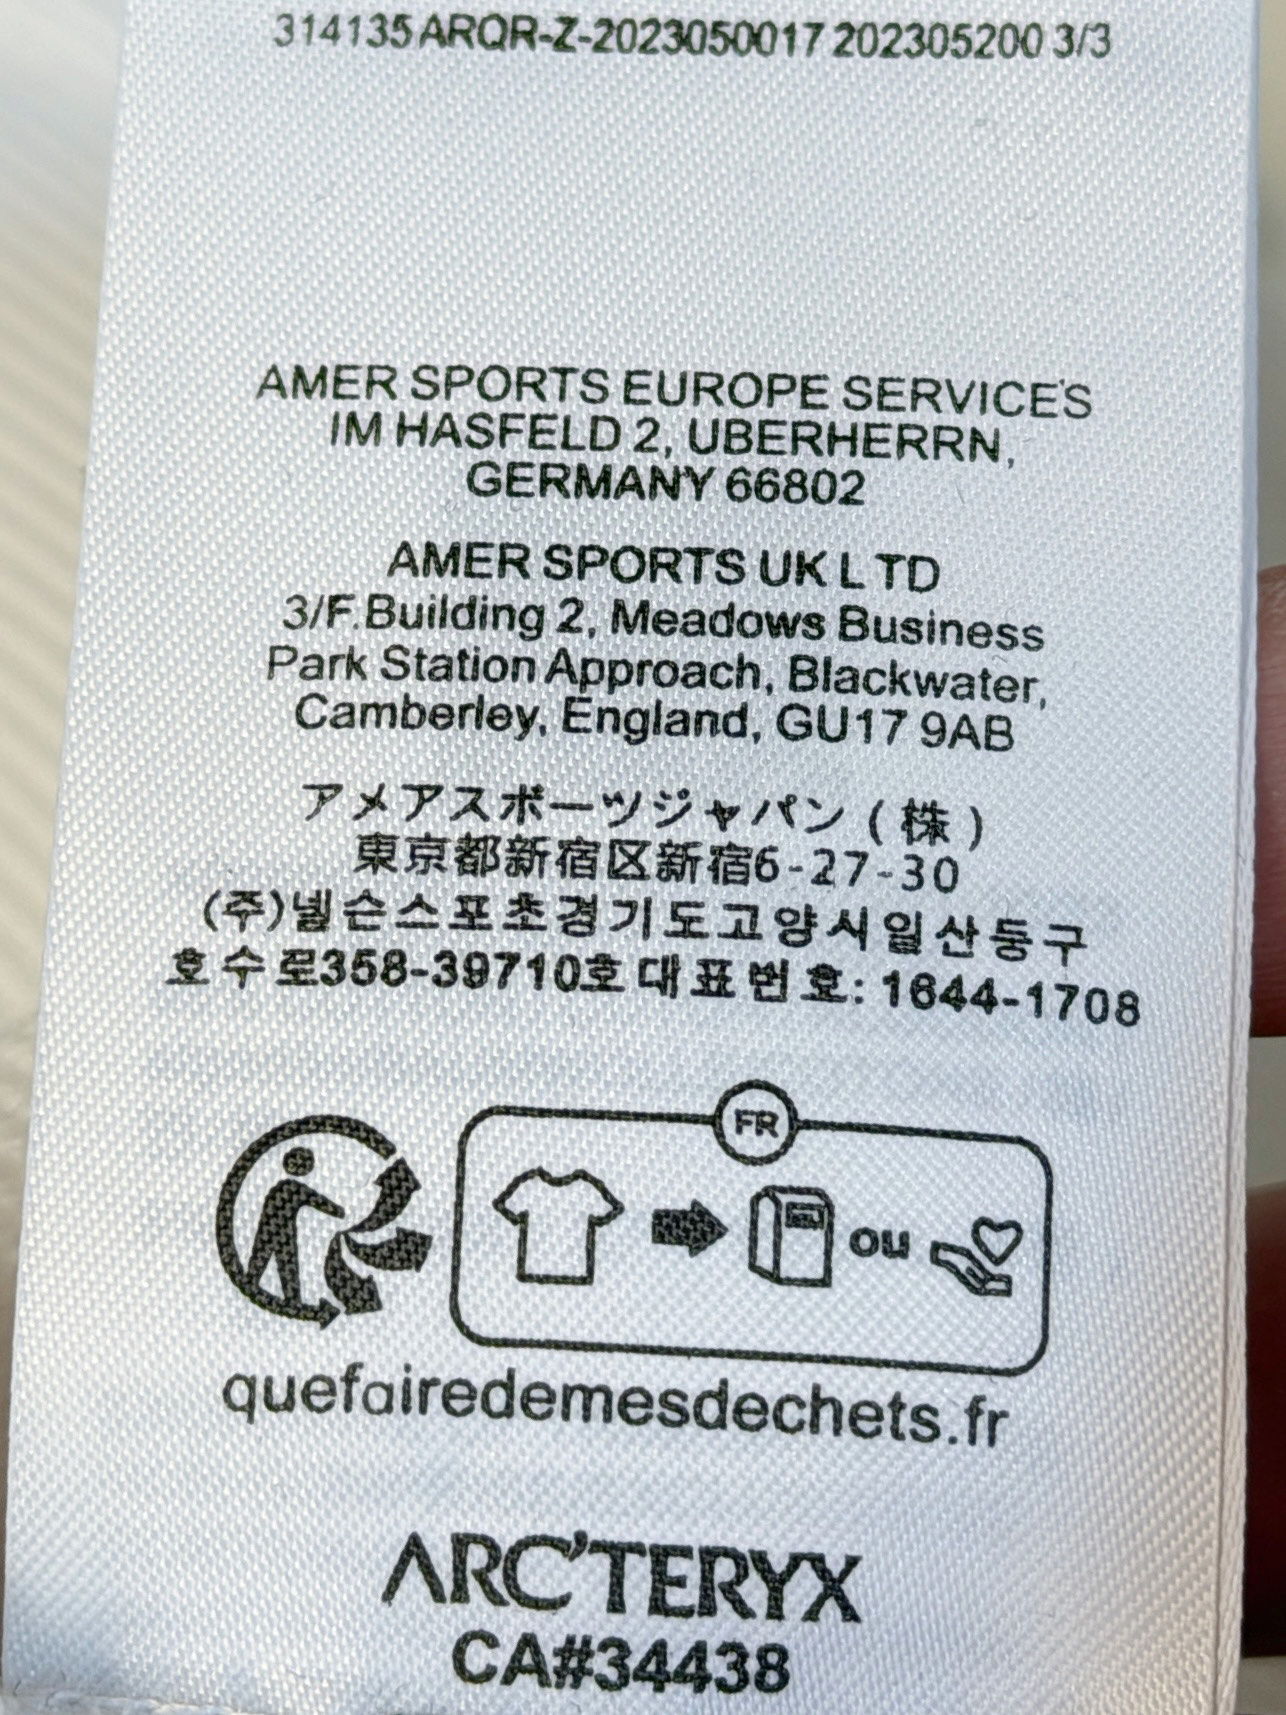 314135 ARQR-Z-2023050017 202305200 3/3
AMER SPORTS EUROPE SERVICES
IM HASFELD 2, UBERHERRN,
GERMANY 66802
AMER SPORTS UK L TD
3/F.Building 2, Meadows Business
Park Station Approach, Blackwater,
Camberley, England, GU17 9AB
アメアスポーツジャパン (株)
東京都新宿区新宿6-27-30
(주)넬슨스포츠경기도고양시일산동구
호수로358-39710호대표번호: 1644-1708
FR
ou
quefairedemesdechets.fr
ARC'TERYX
CA#34438